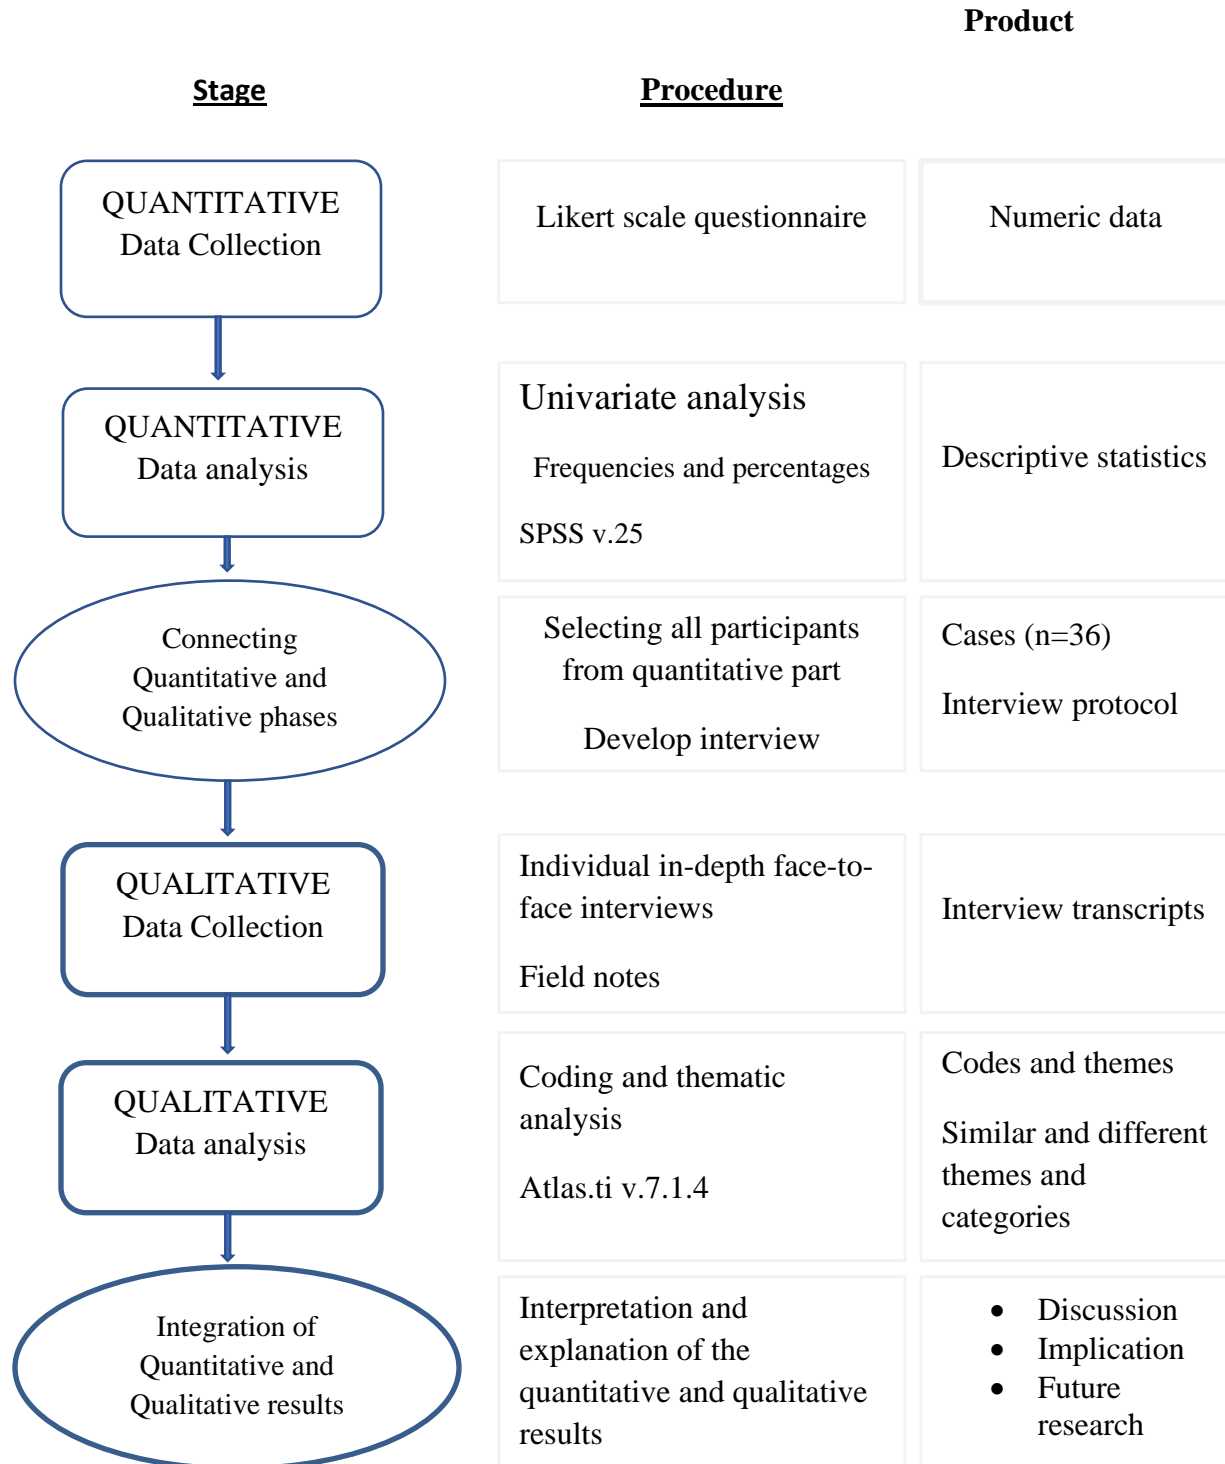 Product
Stage
Procedure
QUANTITATIVE
Data Collection
Likert scale questionnaire
Numeric data
QUANTITATIVE
Data analysis
Univariate analysis
Frequencies and percentages
SPSS v.25
Descriptive statistics
Connecting
Quantitative and
Qualitative phases
Selecting all participants
from quantitative part
Develop interview
Cases (n=36)
Interview protocol
QUALITATIVE
Data Collection
Individual in-depth face-to-
face interviews
Field notes
Interview transcripts
QUALITATIVE
Data analysis
Coding and thematic
analysis
Atlas.ti v.7.1.4
Codes and themes
Similar and different
themes and
categories
Integration of
Quantitative and
Qualitative results
Interpretation and
explanation of the
quantitative and qualitative
results
• Discussion
• Implication
• Future
research